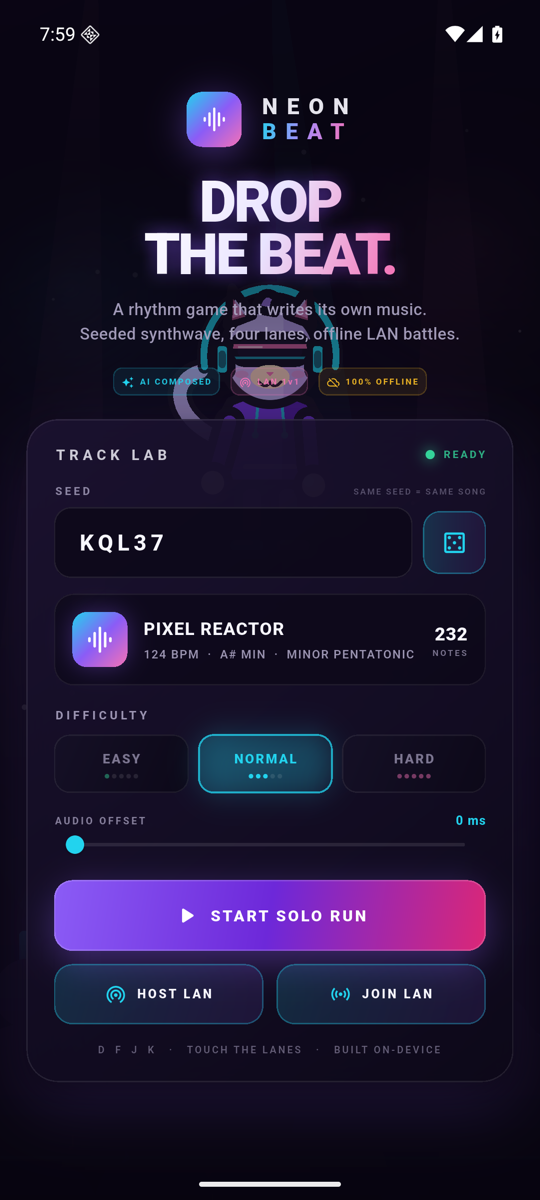 7:59
NEON
BEAT
DROP
THE BEAT.
A rhythm game that writes its own music.
Seeded synthwave, four lanes, offline LAN battles.
AI COMPOSED
LAN 1V1
100% OFFLINE
TRACK LAB
READY
SEED
SAME SEED = SAME SONG
KQL37
PIXEL REACTOR
124 BPM · A# MIN · MINOR PENTATONIC
232
NOTES
DIFFICULTY
EASY
NORMAL
HARD
AUDIO OFFSET
0 ms
START SOLO RUN
HOST LAN
JOIN LAN
D F J K · TOUCH THE LANES · BUILT ON-DEVICE